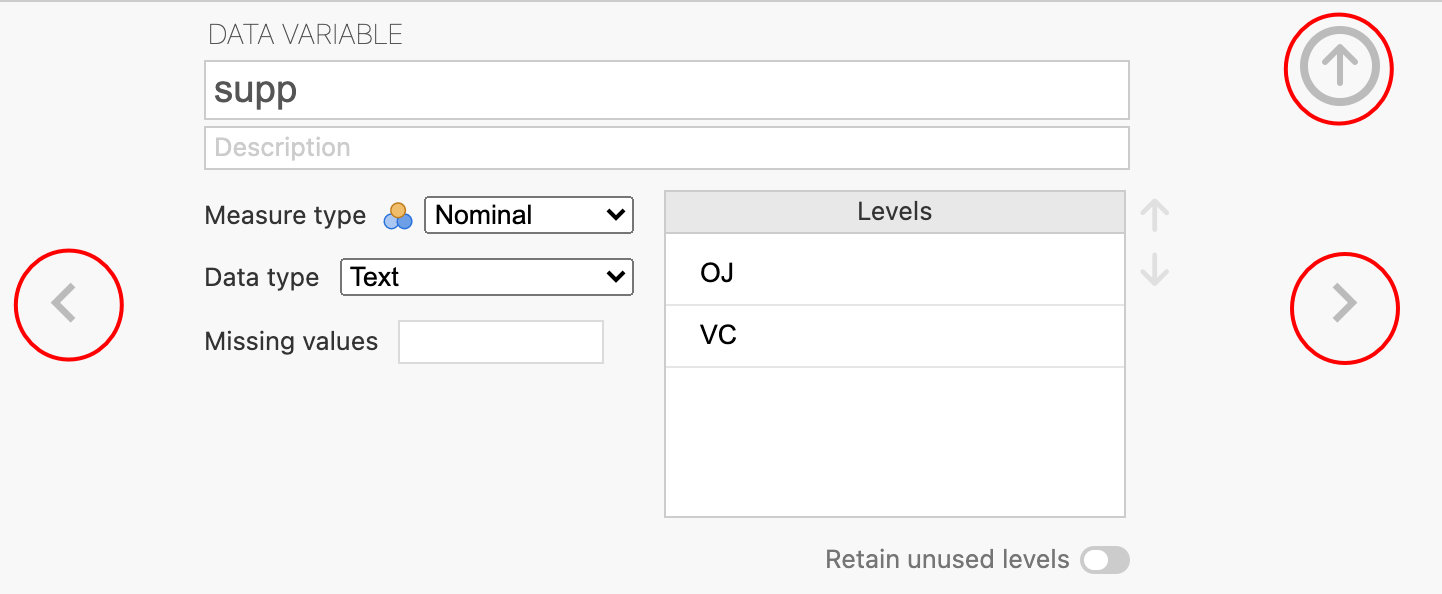 DATA VARIABLE
supp
Description
Measure type Nominal
Data type Text
Missing values
Levels
OJ
VC
Retain unused levels